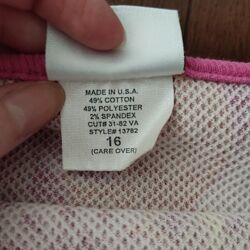 MADE IN U.S.A.
49% COTTON
49% POLYESTER
2% SPANDEX
CUT# 31-82 VA
STYLE# 13782
16
(CARE OVER)